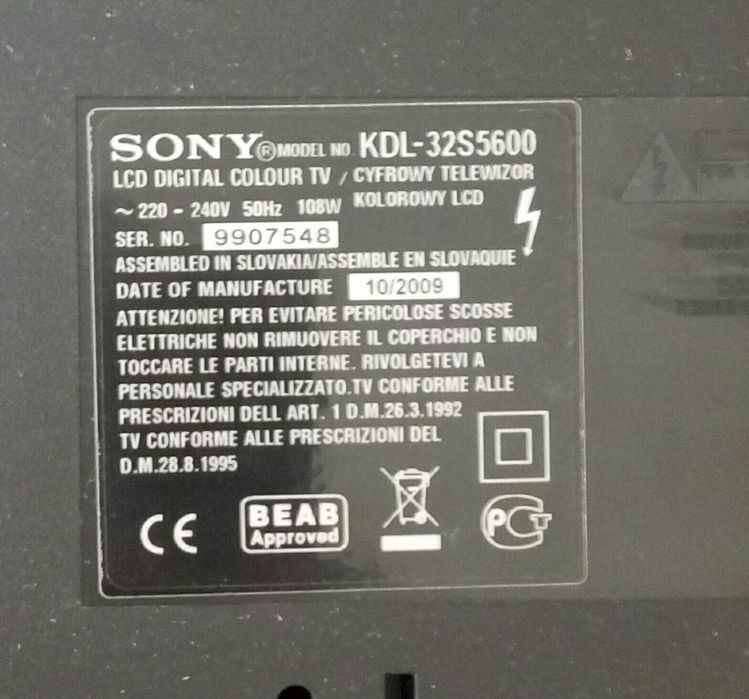 SONY® MODEL NO. KDL-32S5600
LCD DIGITAL COLOUR TV / CYFROWY TELEWIZOR
~ 220 - 240V 50Hz 108W KOLOROWY LCD
SER. NO. 9907548
ASSEMBLED IN SLOVAKIA/ASSEMBLE EN SLOVAQUIE
DATE OF MANUFACTURE 10/2009
ATTENZIONE! PER EVITARE PERICOLOSE SCOSSE
ELETTRICHE NON RIMUOVERE IL COPERCHIO E NON
TOCCARE LE PARTI INTERNE. RIVOLGETEVI A
PERSONALE SPECIALIZZATO.TV CONFORME ALLE
PRESCRIZIONI DELL ART. 1 D.M.26.3.1992
TV CONFORME ALLE PRESCRIZIONI DEL
D.M.28.8.1995
CE
BEAB
Approved
PCT